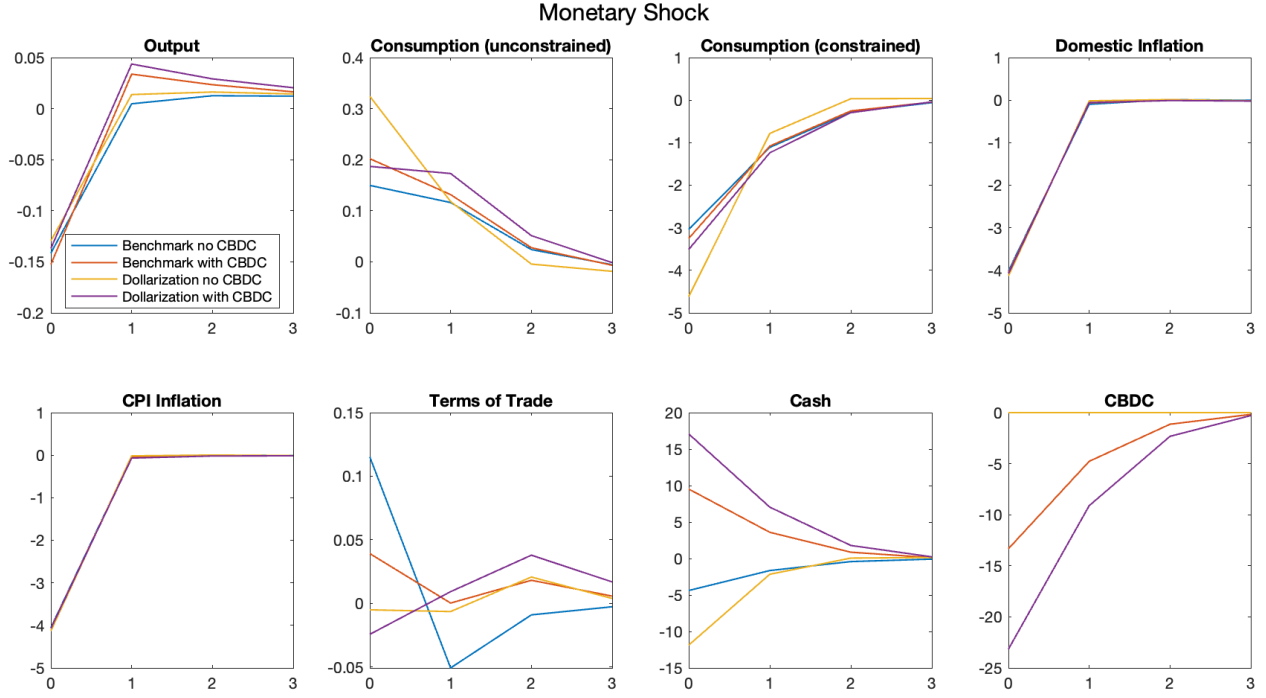 Monetary Shock
Output
0.05
0
-0.05
-0.1
-0.15
-0.2
0 1 2 3
Benchmark no CBDC
Benchmark with CBDC
Dollarization no CBDC
Dollarization with CBDC
Consumption (unconstrained)
0.4
0.3
0.2
0.1
0
-0.1
0 1 2 3
Consumption (constrained)
1
0
-1
-2
-3
-4
-5
0 1 2 3
Domestic Inflation
1
0
-1
-2
-3
-4
-5
0 1 2 3
CPI Inflation
1
0
-1
-2
-3
-4
-5
0 1 2 3
Terms of Trade
0.15
0.1
0.05
0
-0.05
0 1 2 3
Cash
20
15
10
5
0
-5
-10
-15
0 1 2 3
CBDC
0
-5
-10
-15
-20
-25
0 1 2 3